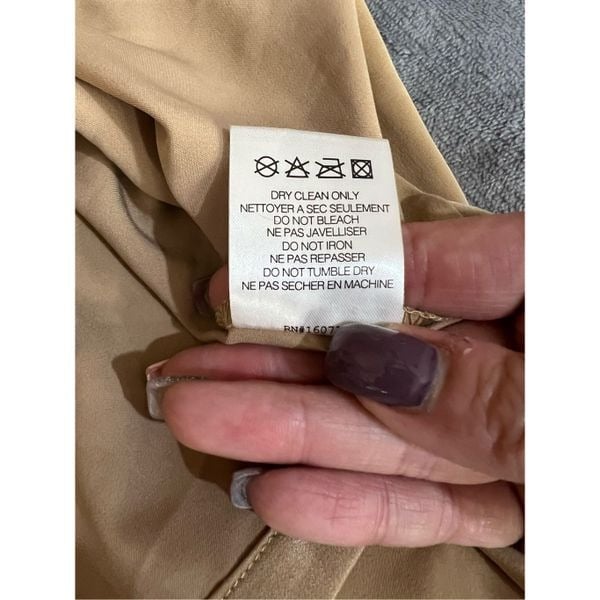 DRY CLEAN ONLY
NETTOYER A SEC SEULEMENT
DO NOT BLEACH
NE PAS JAVELLISER
DO NOT IRON
NE PAS REPASSER
DO NOT TUMBLE DRY
NE PAS SECHER EN MACHINE